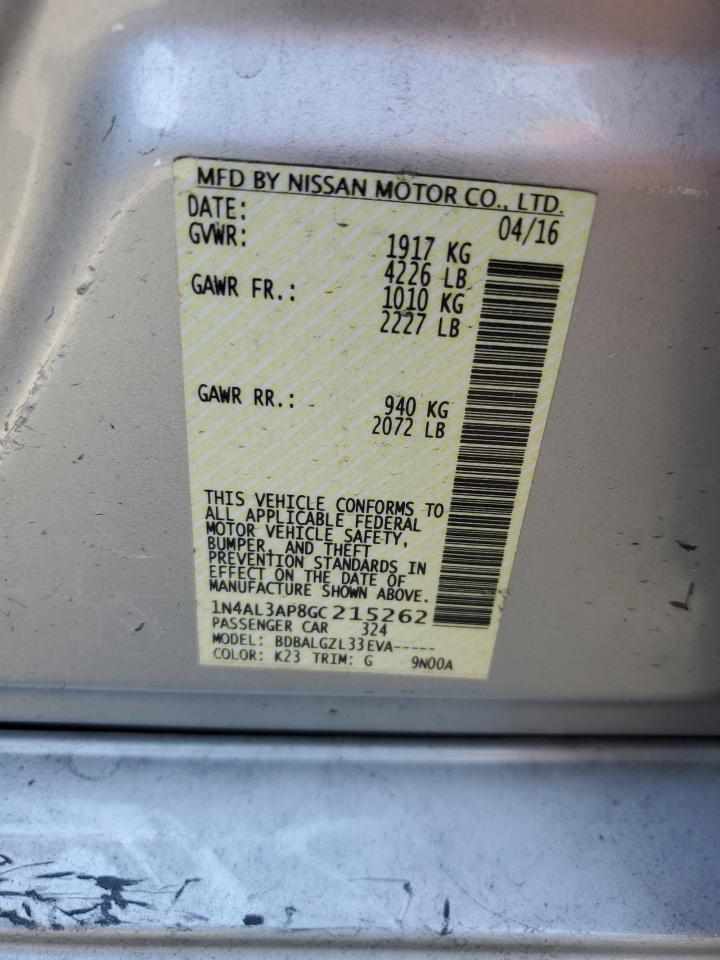 MFD BY NISSAN MOTOR CO., LTD.
DATE: 04/16
GVWR: 1917 KG
4226 LB
GAWR FR.: 1010 KG
2227 LB
GAWR RR.: 940 KG
2072 LB
THIS VEHICLE CONFORMS TO
ALL APPLICABLE FEDERAL
MOTOR VEHICLE SAFETY,
BUMPER, AND THEFT
PREVENTION STANDARDS IN
EFFECT ON THE DATE OF
MANUFACTURE SHOWN ABOVE.
1N4AL3AP8GC215262
PASSENGER CAR 324
MODEL: BDBALGZL33EVA-----
COLOR: K23 TRIM: G 9N00A